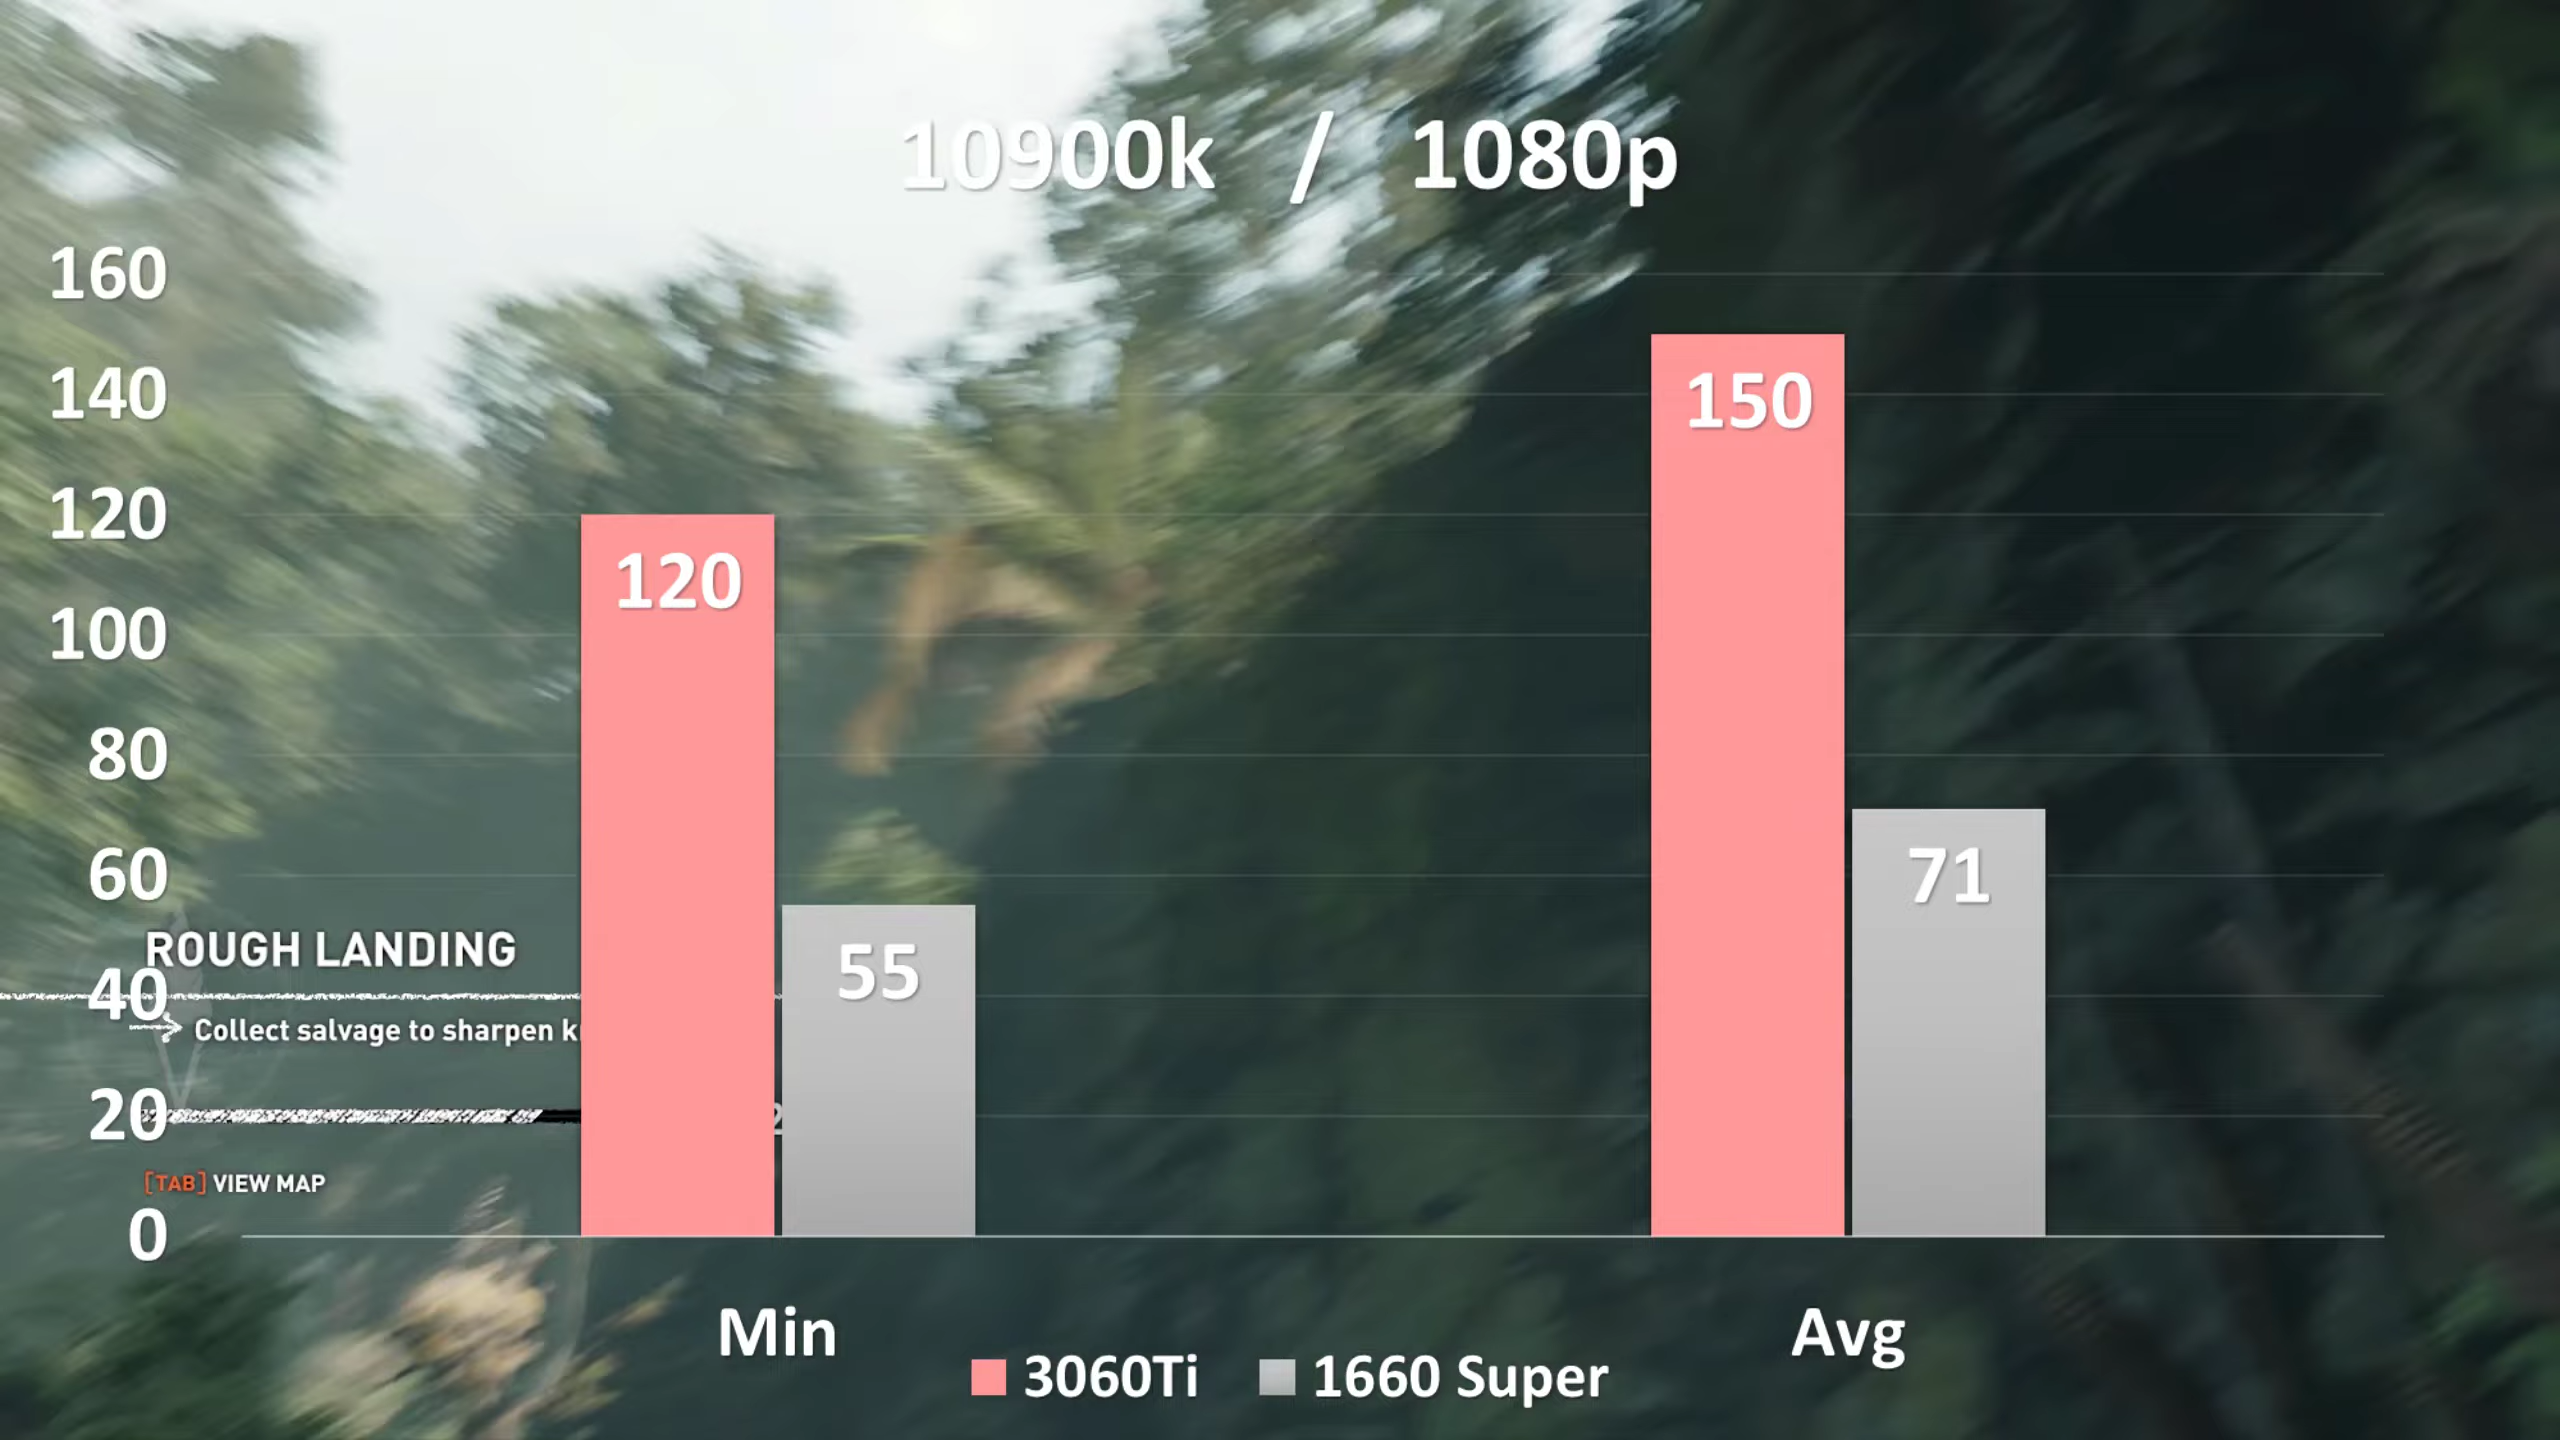 10900k / 1080p
160
140
120
100
80
60
40
20
0
120
55
150
71
ROUGH LANDING
Collect salvage to sharpen
[TAB] VIEW MAP
Min
Avg
3060Ti
1660 Super